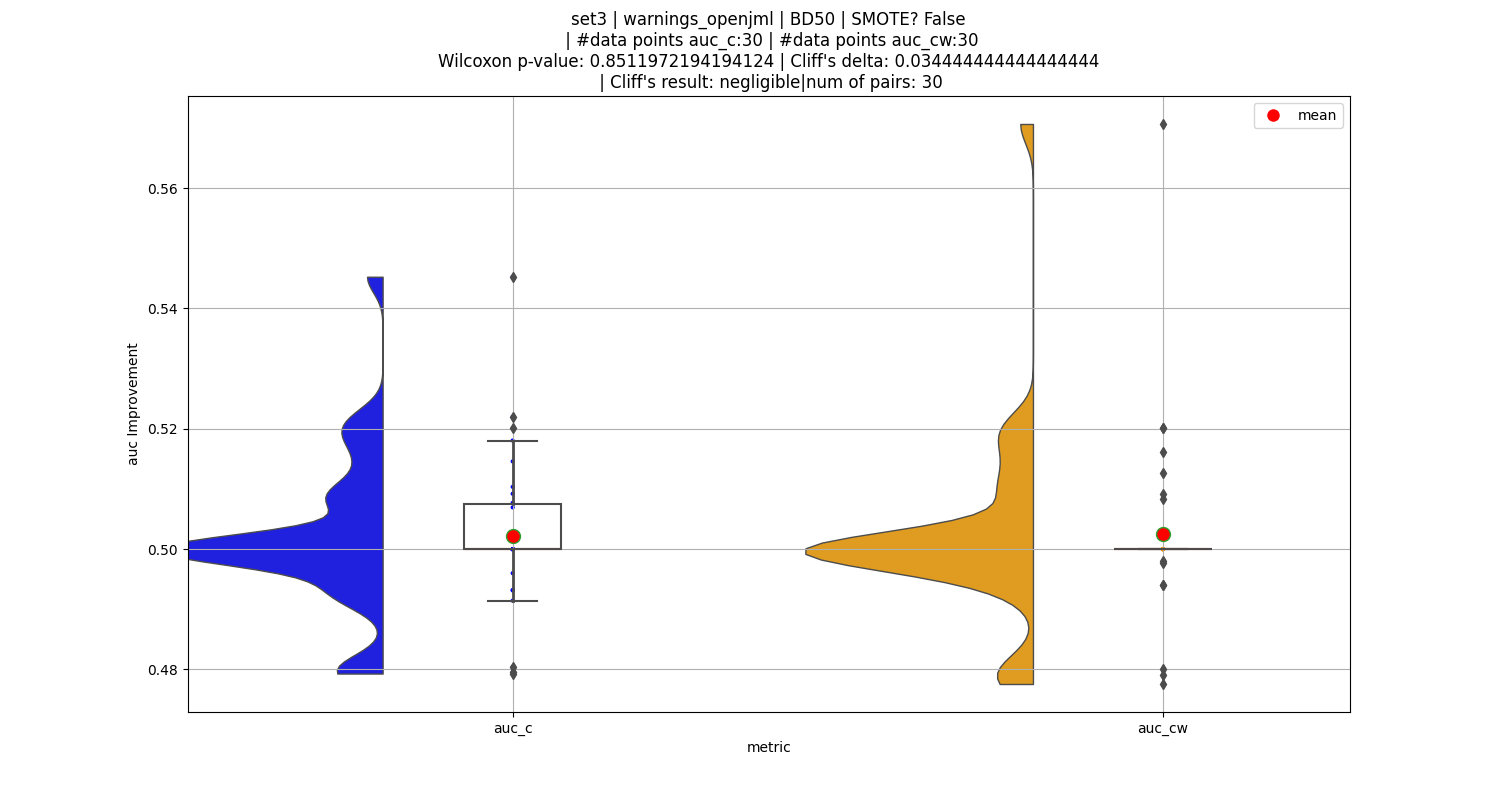 set3 | warnings_openjml | BD50 | SMOTE? False
| #data points auc_c:30 | #data points auc_cw:30
Wilcoxon p-value: 0.8511972194194124 | Cliff's delta: 0.034444444444444444
| Cliff's result: negligible|num of pairs: 30
mean
0.56
0.54
0.52
0.50
0.48
auc Improvement
auc_c
auc_cw
metric